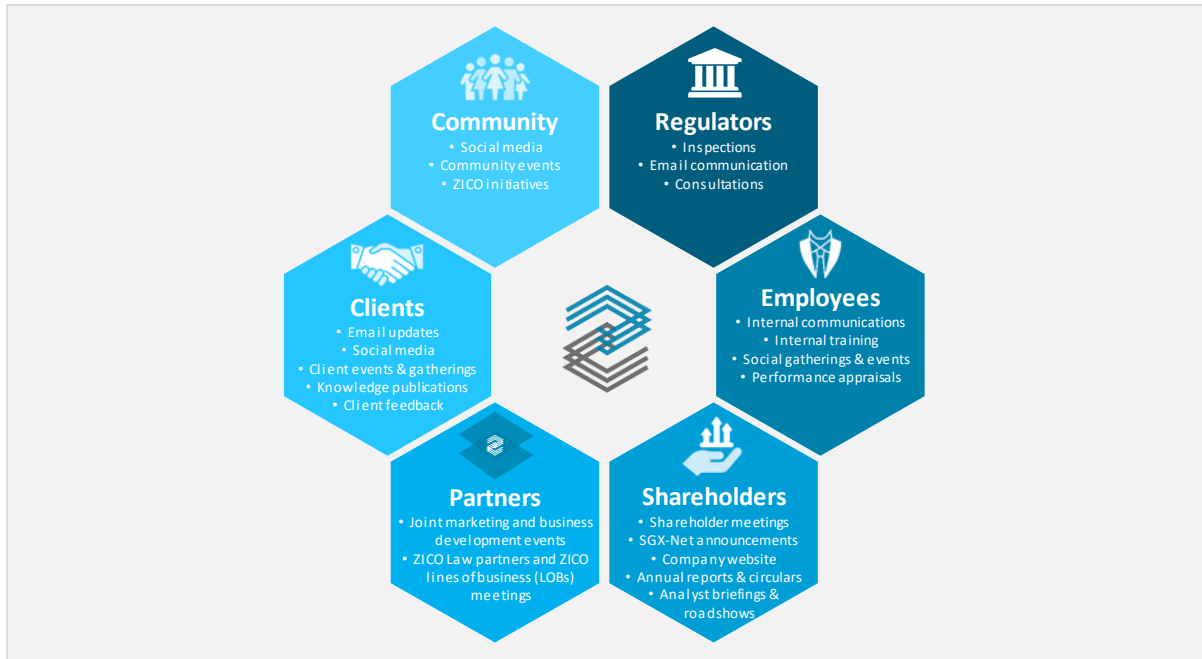 Community
• Social media
• Community events
• ZICO initiatives
Regulators
• Inspections
• Email communication
• Consultations
Clients
• Email updates
• Social media
• Client events & gatherings
• Knowledge publications
• Client feedback
Employees
• Internal communications
• Internal training
• Social gatherings & events
• Performance appraisals
Partners
• Joint marketing and business
development events
• ZICO Law partners and ZICO
lines of business (LOBs)
meetings
Shareholders
• Shareholder meetings
• SGX-Net announcements
• Company website
• Annual reports & circulars
• Analyst briefings &
roadshows